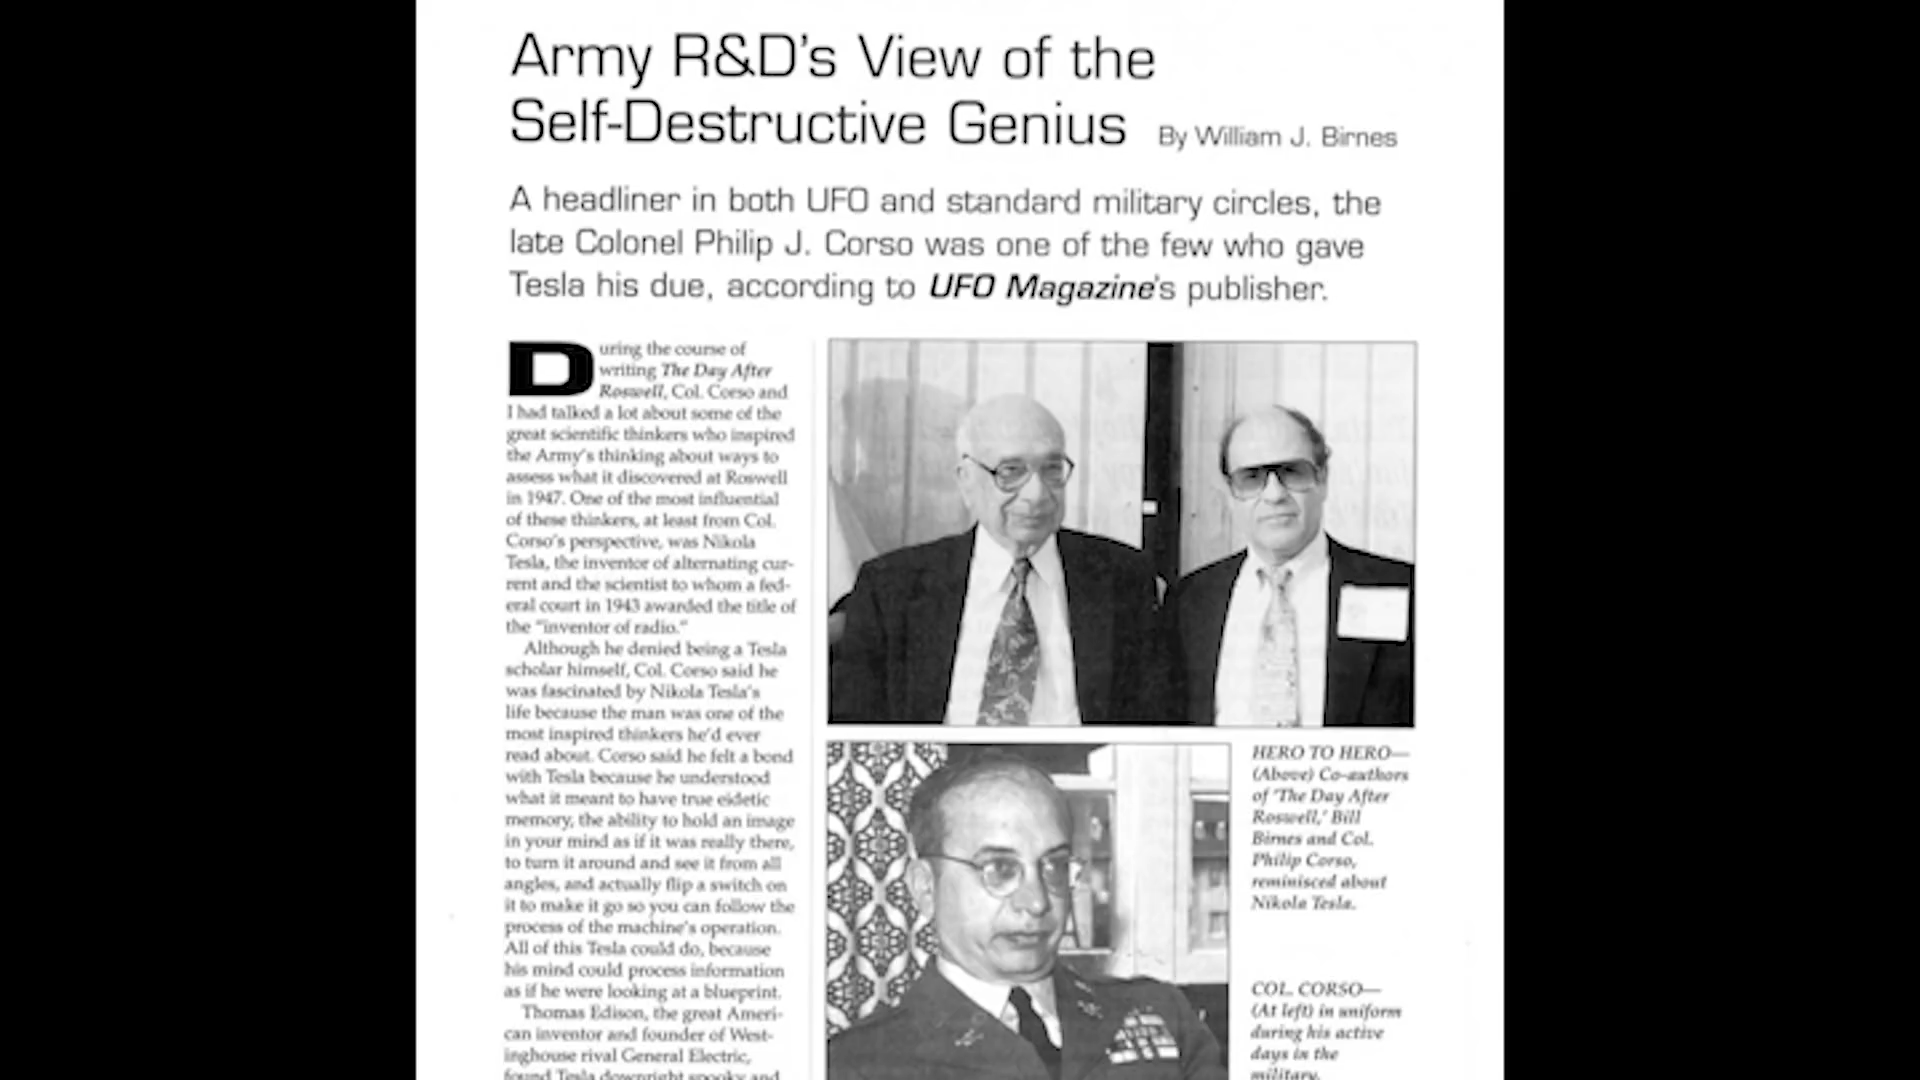 Army R&D's View of the
Self-Destructive Genius By William J. Birnes
A headliner in both UFO and standard military circles, the
late Colonel Philip J. Corso was one of the few who gave
Tesla his due, according to UFO Magazine's publisher.
During the course of
writing The Day After
Roswell, Col. Corso and
I had talked a lot about some of the
great scientific thinkers who inspired
the Army's thinking about ways to
assess what it discovered at Roswell
in 1947. One of the most influential
of these thinkers, at least from Col.
Corso's perspective, was Nikola
Tesla, the inventor of alternating cur-
rent and the scientist to whom a fed-
eral court in 1943 awarded the title of
the "inventor of radio."
Although he denied being a Tesla
scholar himself, Col. Corso said he
was fascinated by Nikola Tesla's
life because the man was one of the
most inspired thinkers he'd ever
read about. Corso said he felt a bond
with Tesla because he understood
what it meant to have true eidetic
memory, the ability to hold an image
in your mind as if it was really there,
to turn it around and see it from all
angles, and actually flip a switch on
it to make it go so you can follow the
process of the machine's operation.
All of this Tesla could do, because
his mind could process information
as if he were looking at a blueprint.
Thomas Edison, the great Ameri-
can inventor and founder of West-
inghouse rival General Electric,
found Tesla downright spooky and
HERO TO HERO—
(Above) Co-authors
of 'The Day After
Roswell,' Bill
Birnes and Col.
Philip Corso,
reminisced about
Nikola Tesla.
COL. CORSO—
(At left) in uniform
during his active
days in the
military.